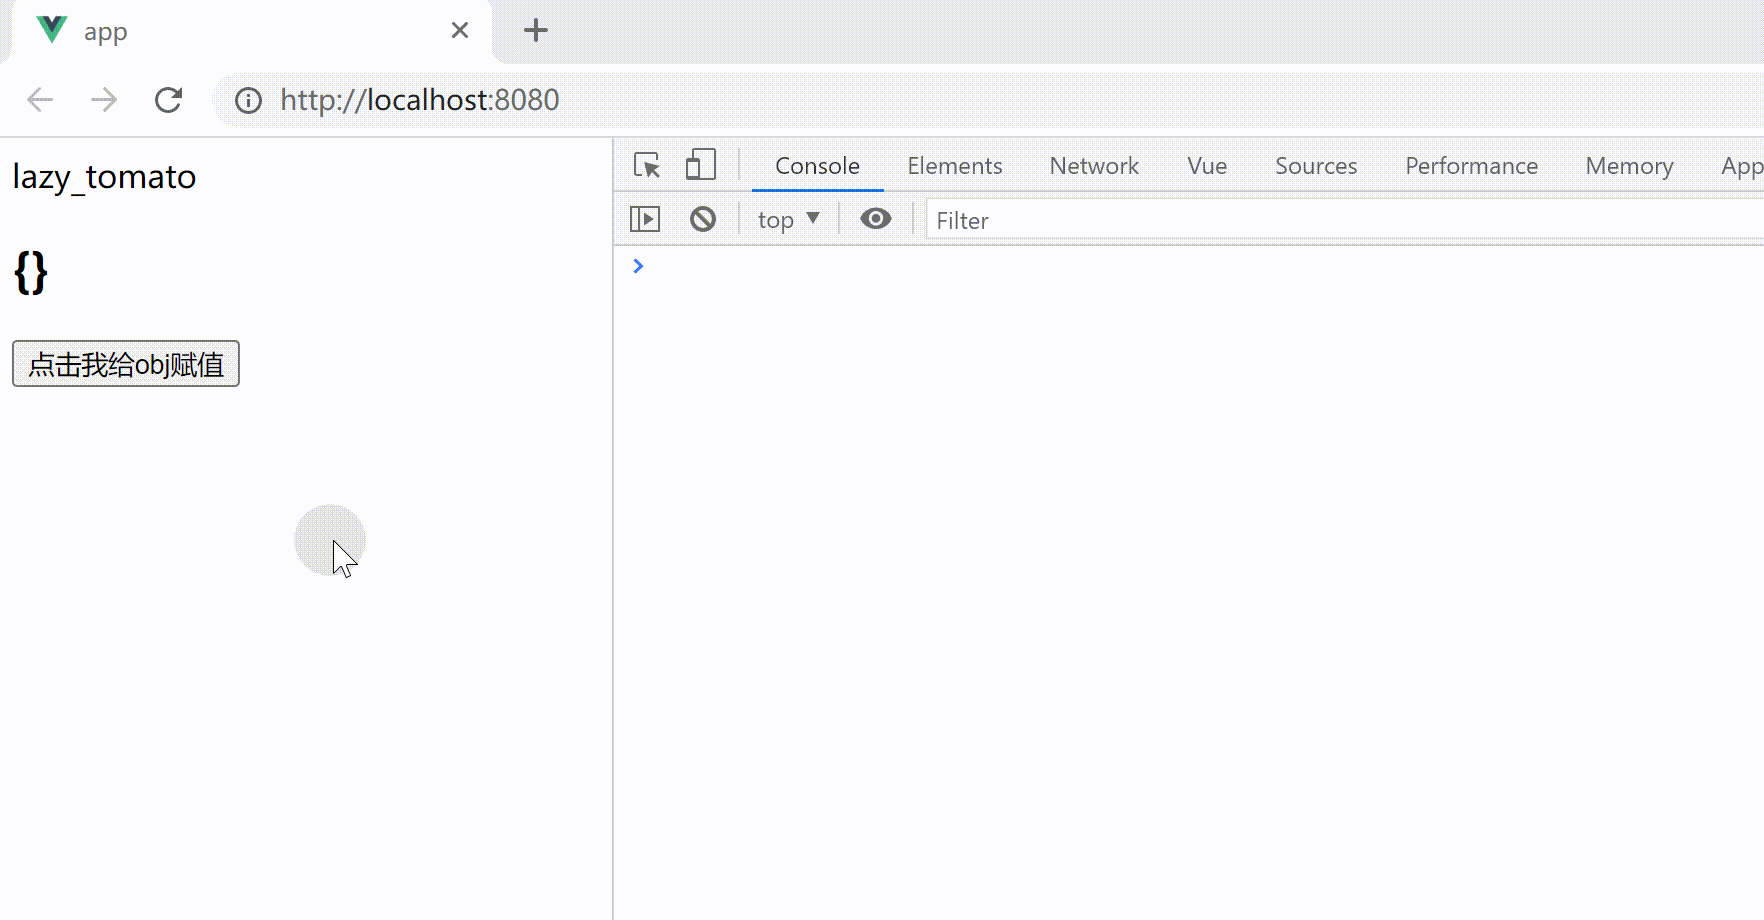 app
http://localhost:8080
lazy_tomato
{}
点击我给obj赋值
Console Elements Network Vue Sources Performance Memory App
top Filter